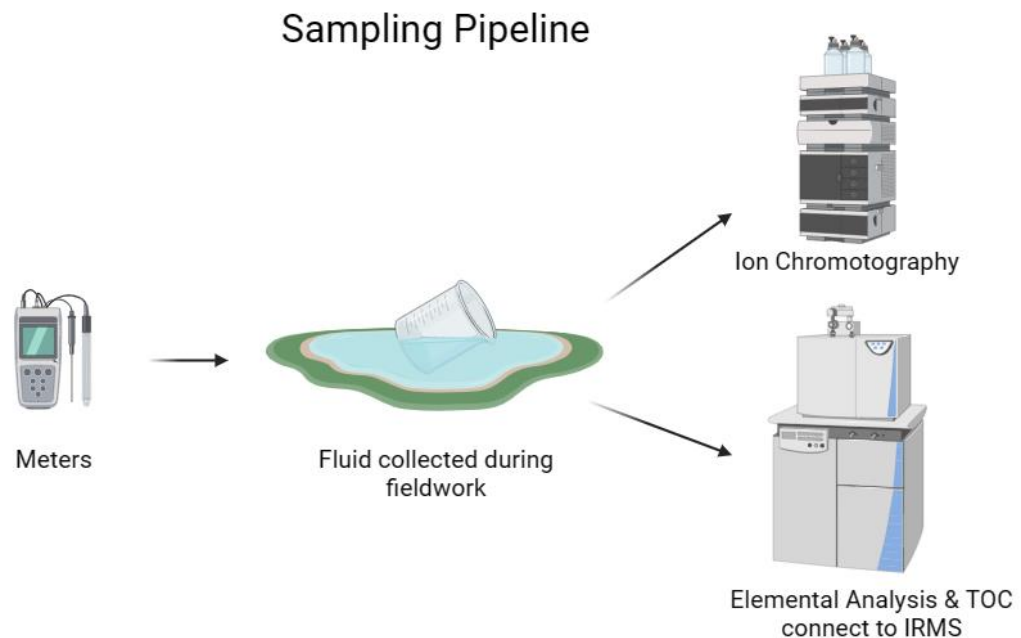 Sampling Pipeline
Ion Chromotography
Meters
Fluid collected during
fieldwork
Elemental Analysis & TOC
connect to IRMS